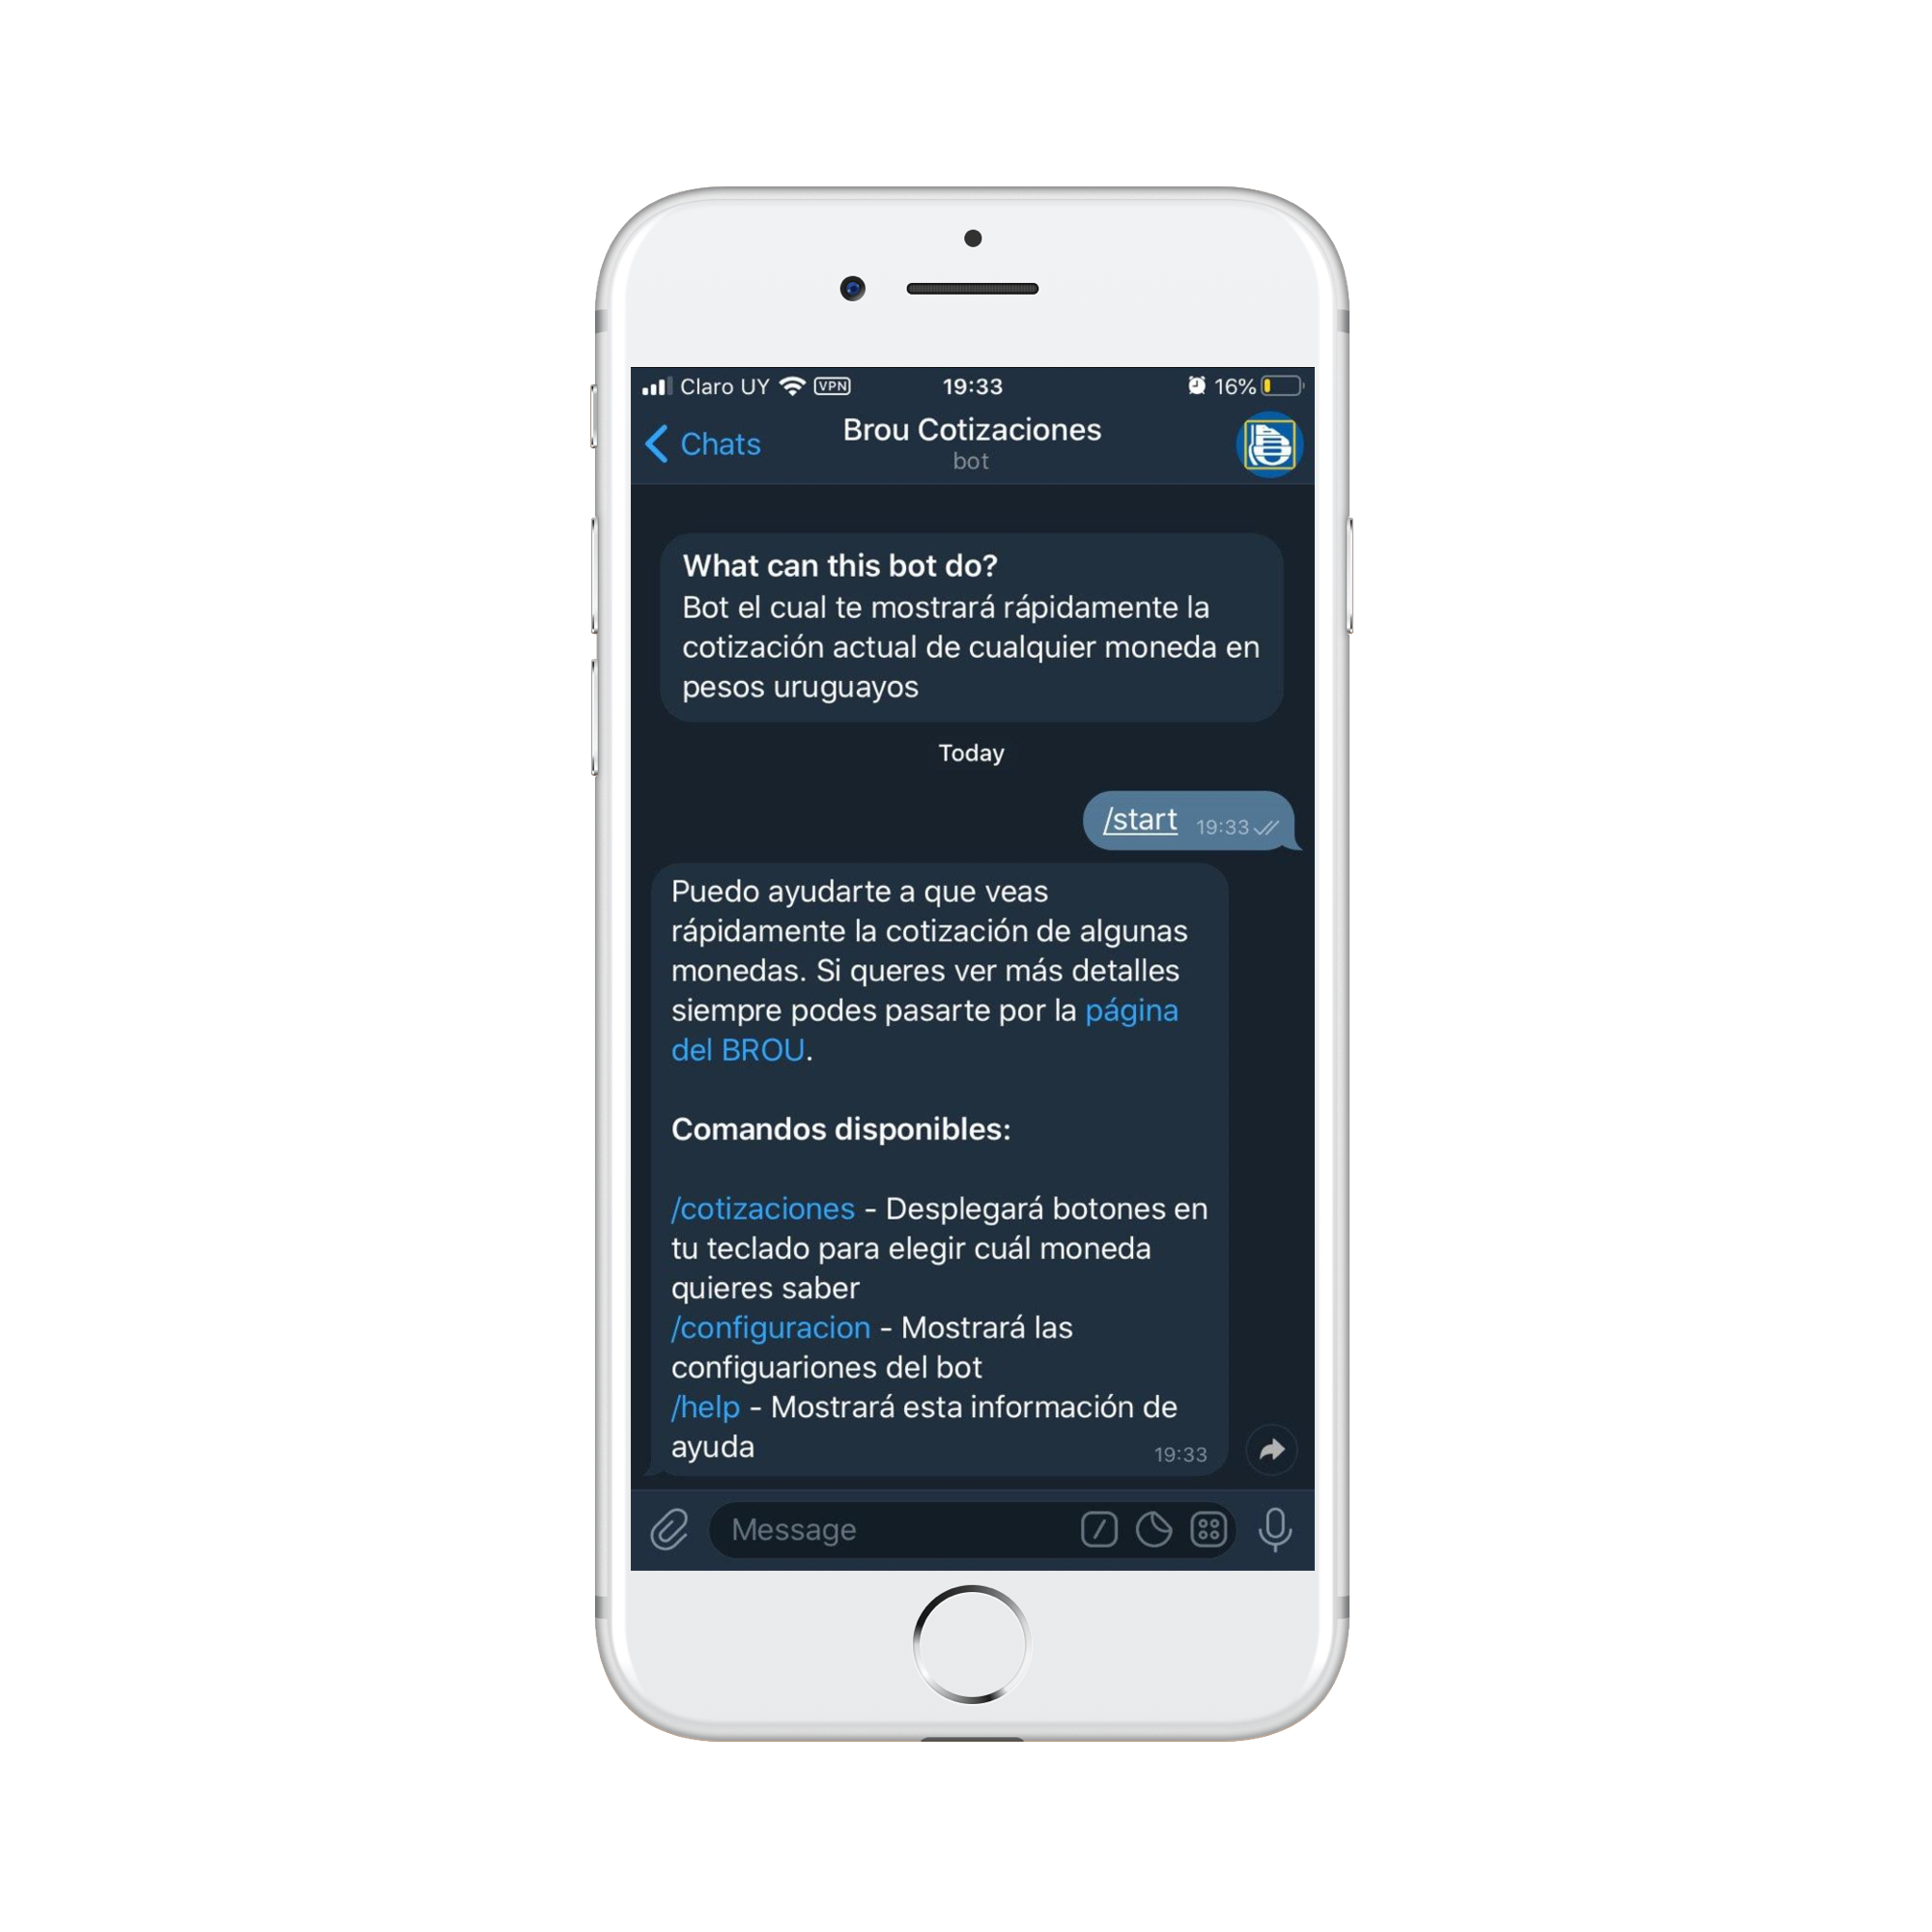 Claro UY VPN 19:33 16%
Chats
Brou Cotizaciones
bot
What can this bot do?
Bot el cual te mostrará rápidamente la
cotización actual de cualquier moneda en
pesos uruguayos
Today
/start 19:33
Puedo ayudarte a que veas
rápidamente la cotización de algunas
monedas. Si queres ver más detalles
siempre podes pasarte por la página
del BROU.
Comandos disponibles:
/cotizaciones - Desplegará botones en
tu teclado para elegir cuál moneda
quieres saber
/configuracion - Mostrará las
configuariones del bot
/help - Mostrará esta información de
ayuda
19:33
Message